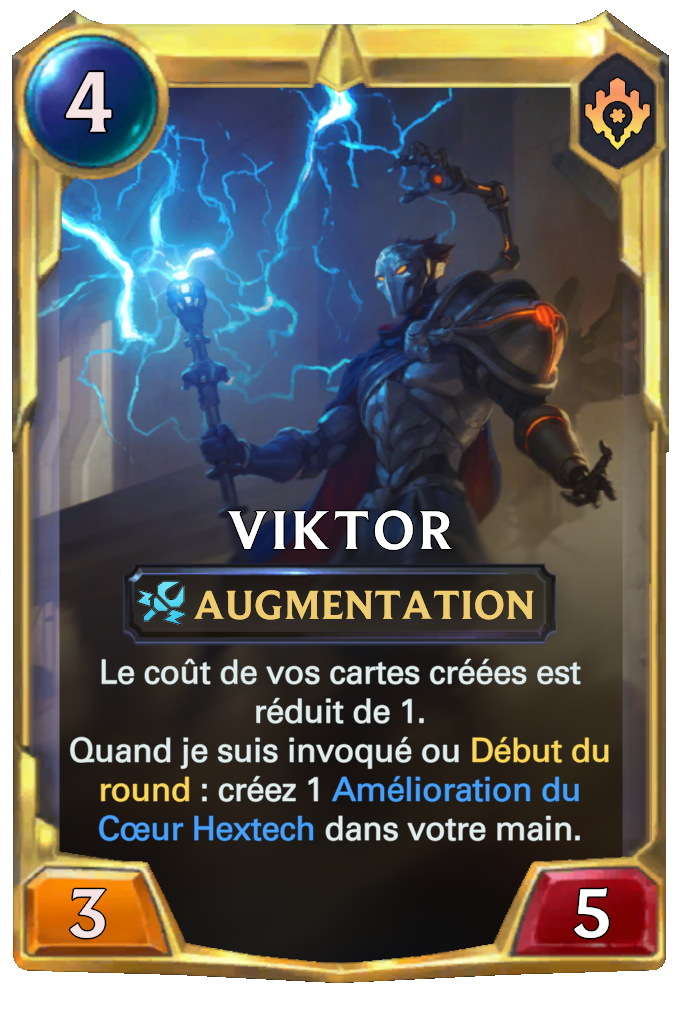 4
VIKTOR
AUGMENTATION
Le coût de vos cartes créées est
réduit de 1.
Quand je suis invoqué ou Début du
round : créez 1 Amélioration du
Cœur Hextech dans votre main.
3
5